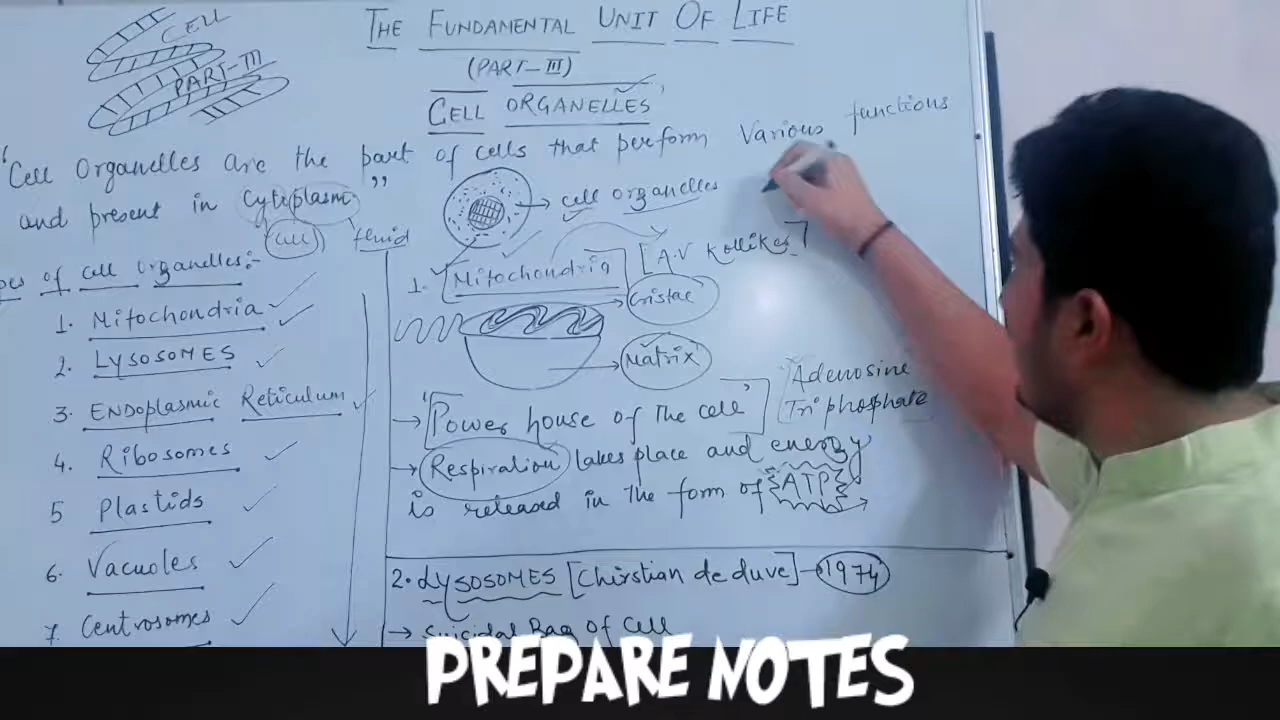 CELL
PART-III
THE FUNDAMENTAL UNIT OF LIFE
(PART-III)
CELL ORGANELLES
"Cell Organelles are the part of cells that perform Various functions
and present in Cytoplasm"
cell
fluid
cell organelles
pes of cell Organelles:-
1. Mitochondria
2. LYSOSOMES
3. ENDOPLASMIC Reticulum
4. Ribosomes
5 Plastids
6. Vacuoles
7. Centrosomes
1. Mitochondria [A.V Kolliker]
Cristae
Matrix
→ 'Power house of The cell'
Adenosine
Tri phosphate
→ Respiration takes place and energy
is released in The form of ATP
2. LYSOSOMES [Chirstian de duve] - 1974
→ Suicidal Bag of Cell
PREPARE NOTES